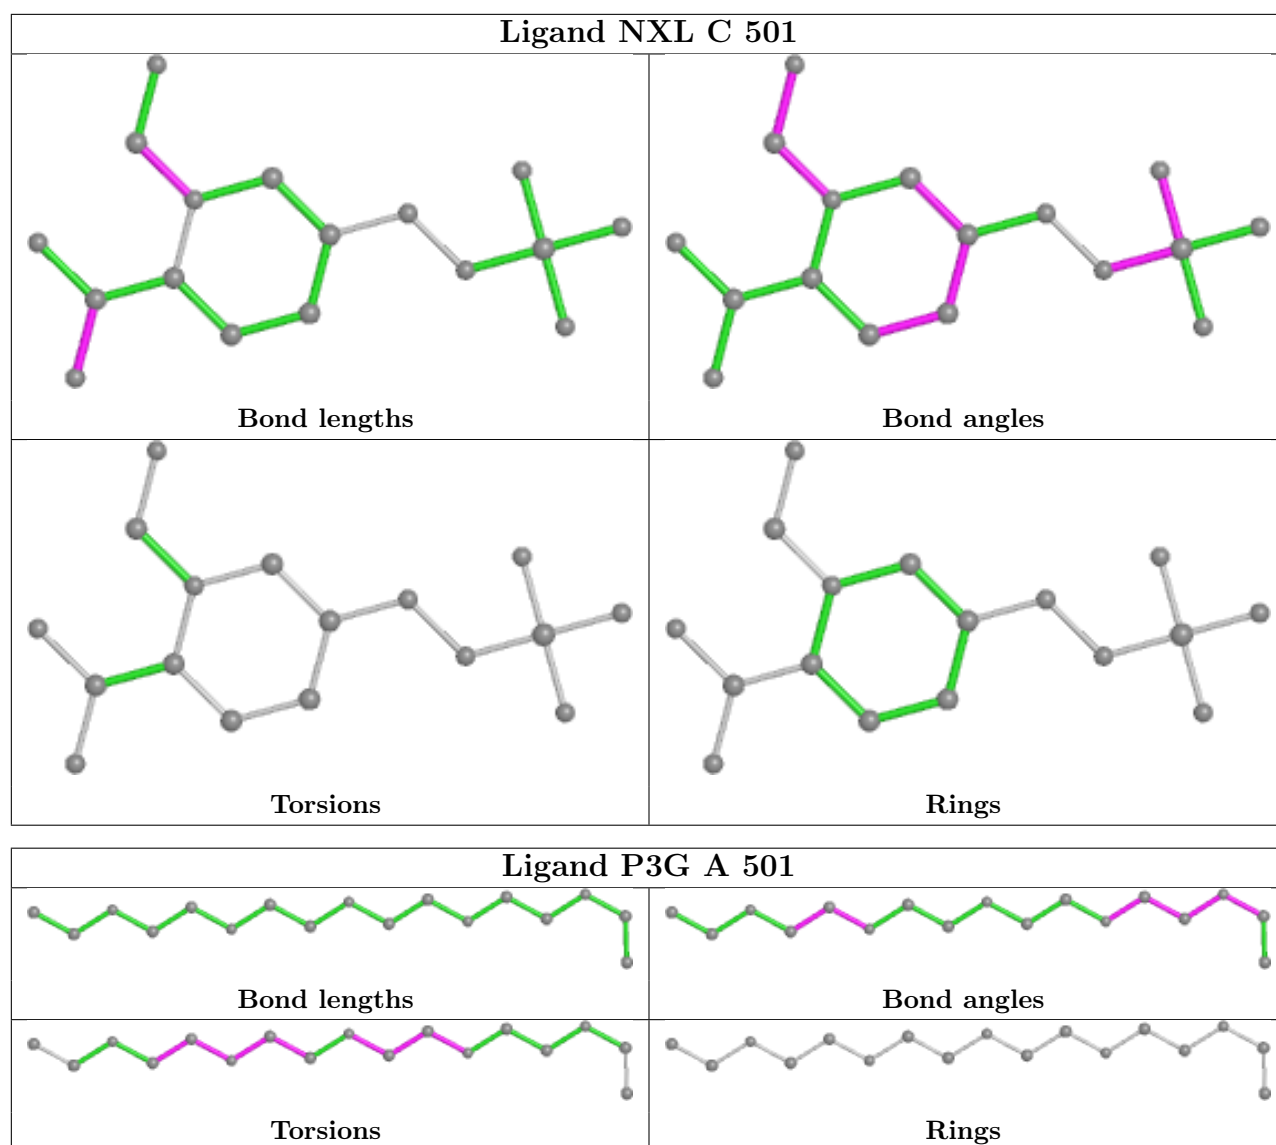 Ligand NXL C 501
Bond lengths
Bond angles
Torsions
Rings
Ligand P3G A 501
Bond lengths
Bond angles
Torsions
Rings